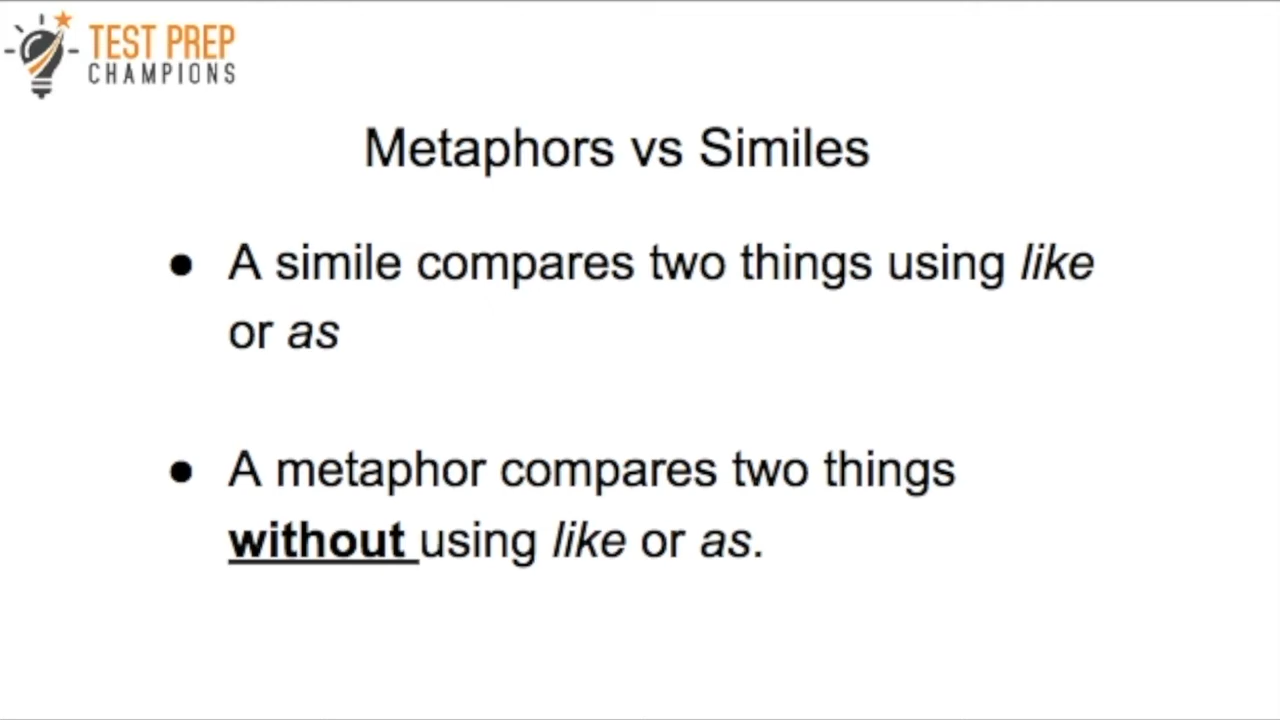 TEST PREP
CHAMPIONS
Metaphors vs Similes
● A simile compares two things using like
or as
● A metaphor compares two things
without using like or as.